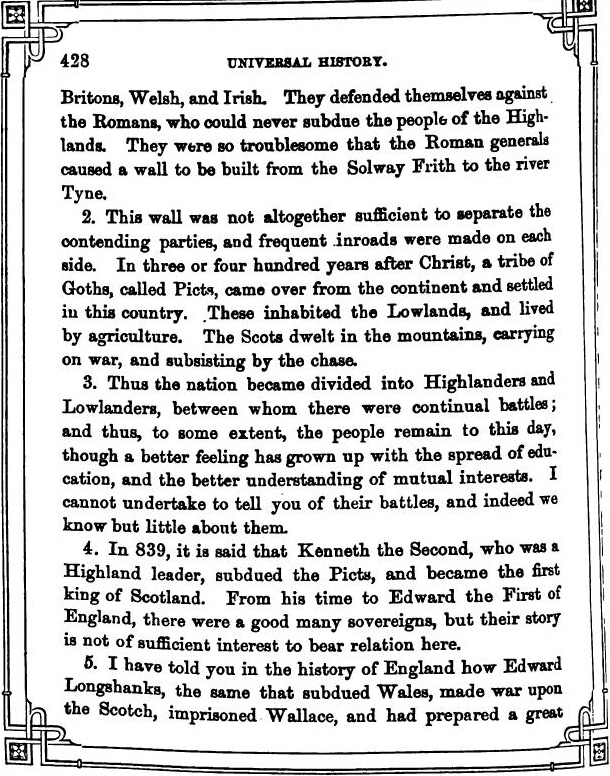 428 UNIVERSAL HISTORY.
Britons, Welsh, and Irish. They defended themselves against
the Romans, who could never subdue the people of the High-
lands. They were so troublesome that the Roman generals
caused a wall to be built from the Solway Frith to the river
Tyne.
2. This wall was not altogether sufficient to separate the
contending parties, and frequent inroads were made on each
side. In three or four hundred years after Christ, a tribe of
Goths, called Picts, came over from the continent and settled
in this country. These inhabited the Lowlands, and lived
by agriculture. The Scots dwelt in the mountains, carrying
on war, and subsisting by the chase.
3. Thus the nation became divided into Highlanders and
Lowlanders, between whom there were continual battles;
and thus, to some extent, the people remain to this day,
though a better feeling has grown up with the spread of edu-
cation, and the better understanding of mutual interests. I
cannot undertake to tell you of their battles, and indeed we
know but little about them.
4. In 839, it is said that Kenneth the Second, who was a
Highland leader, subdued the Picts, and became the first
king of Scotland. From his time to Edward the First of
England, there were a good many sovereigns, but their story
is not of sufficient interest to bear relation here.
5. I have told you in the history of England how Edward
Longshanks, the same that subdued Wales, made war upon
the Scotch, imprisoned Wallace, and had prepared a great